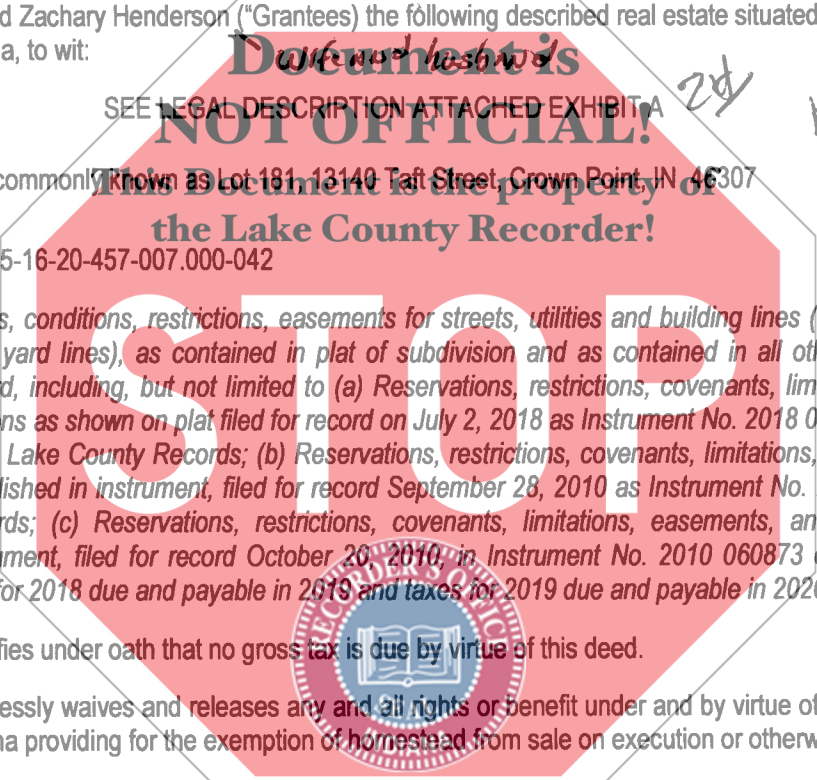 d Zachary Henderson ("Grantees) the following described real estate situated
a, to wit:
wife and husband
Document is
SEE LEGAL DESCRIPTION ATTACHED EXHIBIT A
NOT OFFICIAL!
commonly known as Lot 181, 13140 Taft Street, Crown Point, IN 46307
This Document is the property of
the Lake County Recorder!
5-16-20-457-007.000-042
STOP
s, conditions, restrictions, easements for streets, utilities and building lines (
yard lines), as contained in plat of subdivision and as contained in all oth
d, including, but not limited to (a) Reservations, restrictions, covenants, lim
ns as shown on plat filed for record on July 2, 2018 as Instrument No. 2018 0
Lake County Records; (b) Reservations, restrictions, covenants, limitations,
lished in instrument, filed for record September 28, 2010 as Instrument No.
rds; (c) Reservations, restrictions, covenants, limitations, easements, an
ument, filed for record October 20, 2010, in Instrument No. 2010 060873
for 2018 due and payable in 2019 and taxes for 2019 due and payable in 2020
RECORDER'S OFFICE
fies under oath that no gross tax is due by virtue of this deed.
essly waives and releases any and all rights or benefit under and by virtue of
na providing for the exemption of homestead from sale on execution or otherw
INDIANA